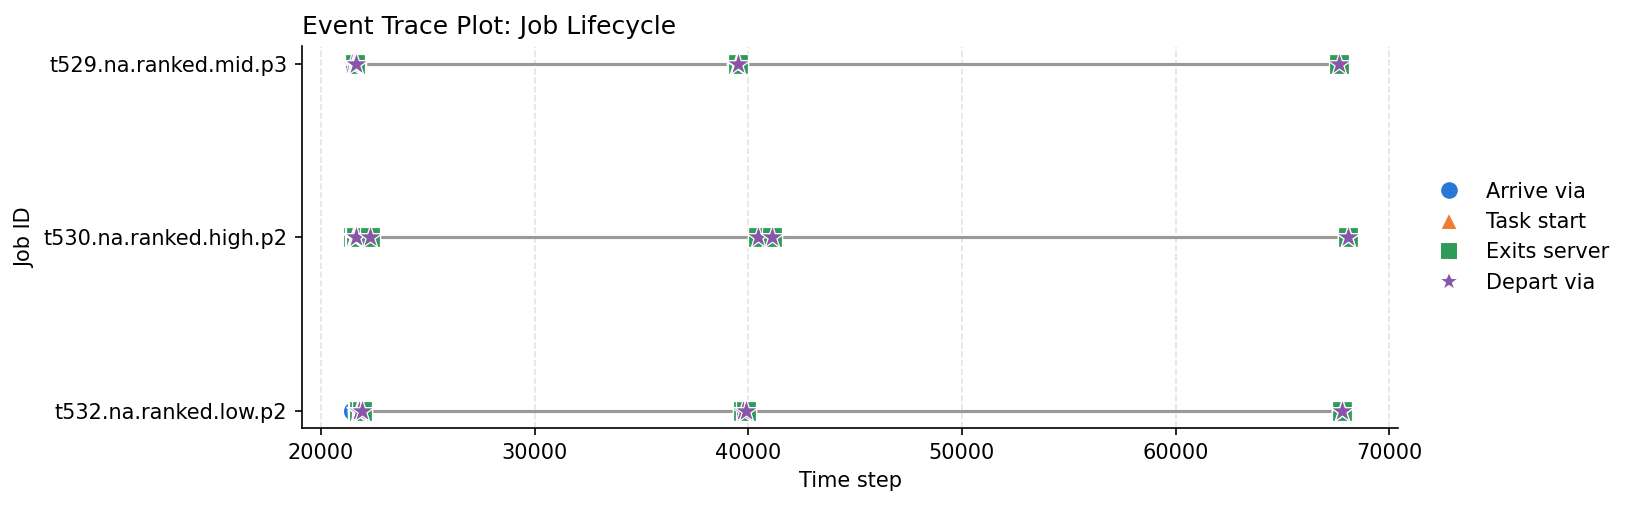 Event Trace Plot: Job Lifecycle
t529.na.ranked.mid.p3
t530.na.ranked.high.p2
t532.na.ranked.low.p2
Job ID
20000
30000
40000
50000
60000
70000
Time step
Arrive via
Task start
Exits server
Depart via